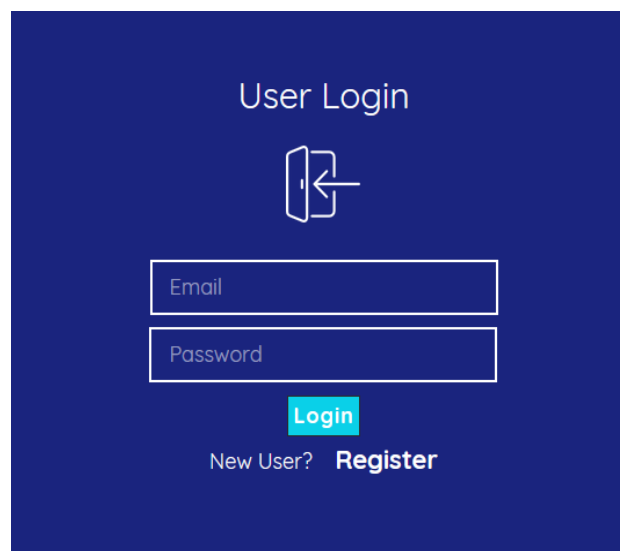 User Login
Email
Password
Login
New User? Register